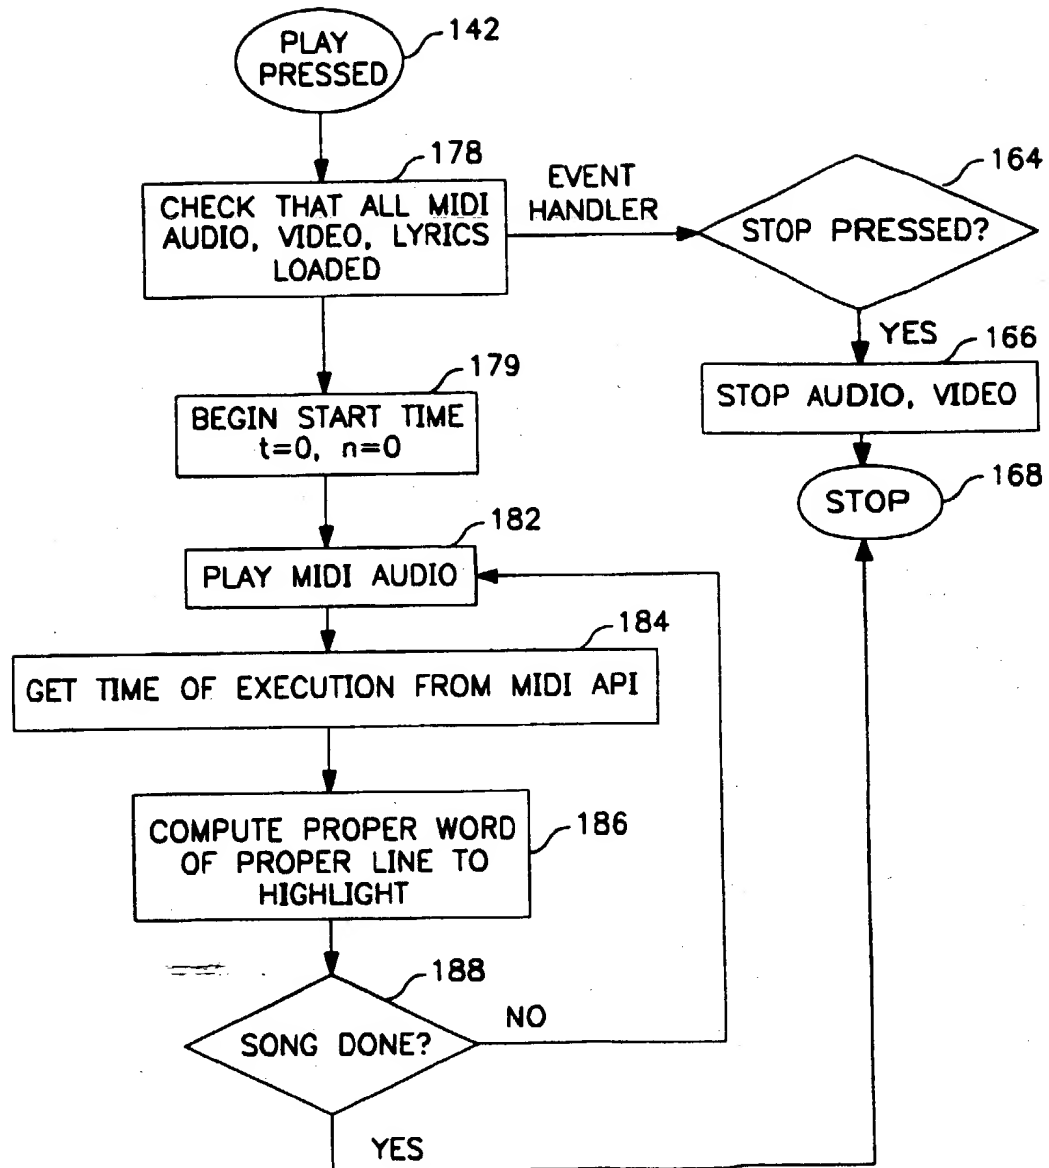 PLAY
PRESSED
142
178
CHECK THAT ALL MIDI
AUDIO, VIDEO, LYRICS
LOADED
EVENT
HANDLER
164
STOP PRESSED?
YES
166
STOP AUDIO, VIDEO
168
STOP
179
BEGIN START TIME
t=0, n=0
182
PLAY MIDI AUDIO
184
GET TIME OF EXECUTION FROM MIDI API
COMPUTE PROPER WORD
OF PROPER LINE TO
HIGHLIGHT
186
188
SONG DONE?
NO
YES